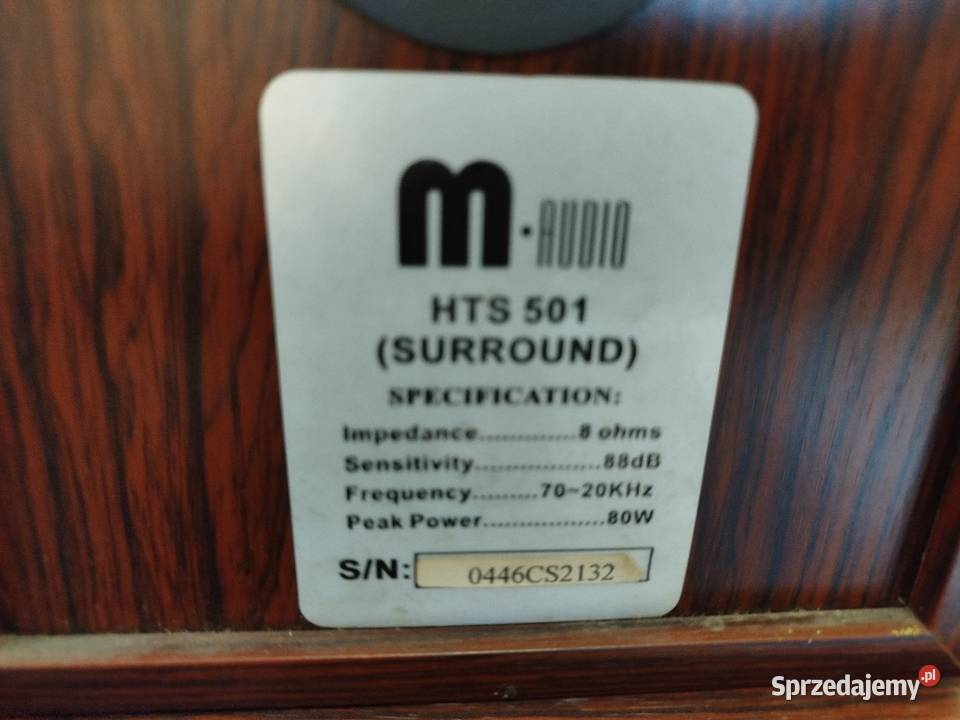 m·AUDIO
HTS 501
(SURROUND)
SPECIFICATION:
Impedance.............8 ohms
Sensitivity.................88dB
Frequency.........70~20KHz
Peak Power.................80W
S/N: 0446CS2132
Sprzedajemy.pl